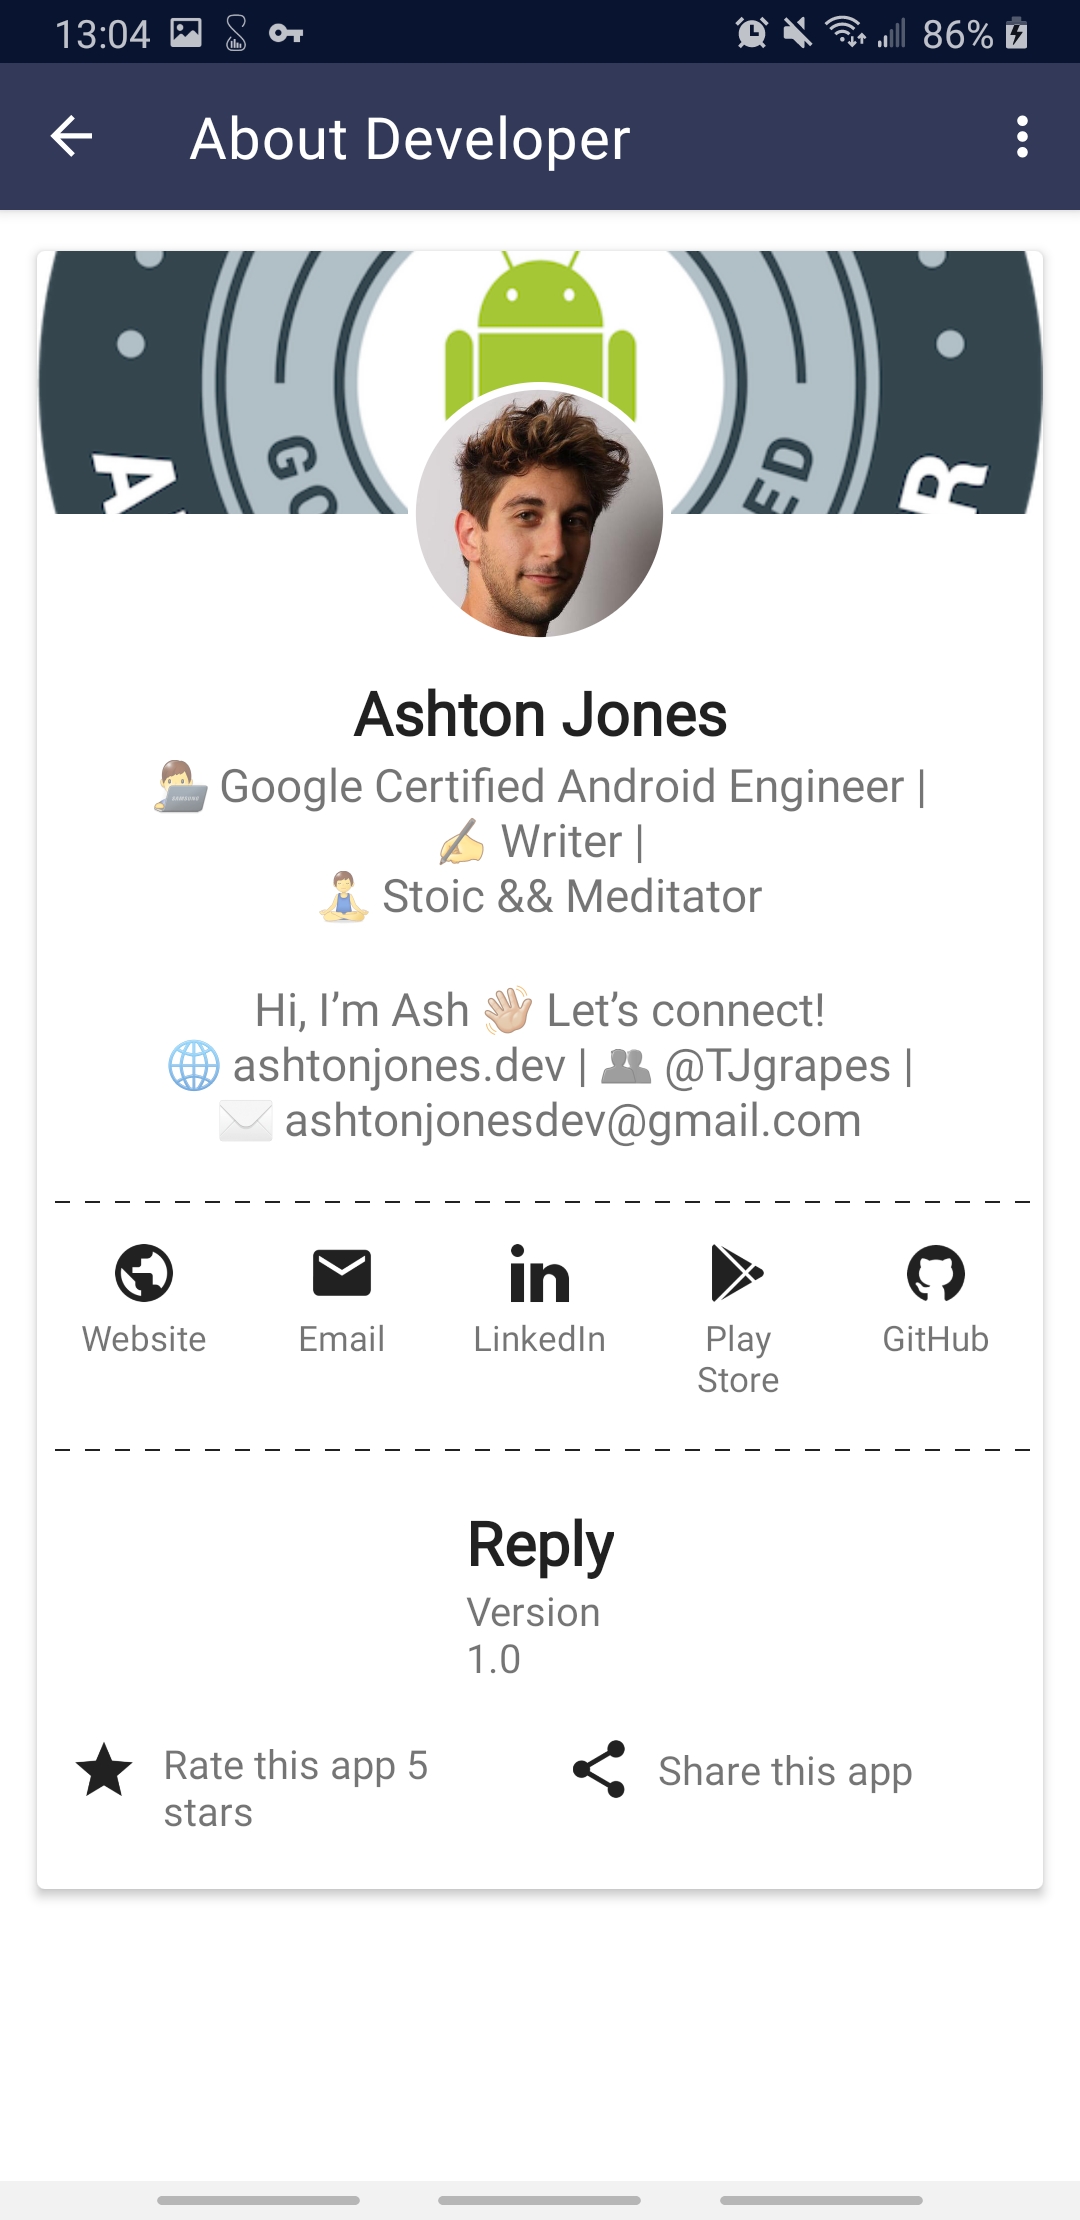 13:04 86%
About Developer
GO ED
A R
Ashton Jones
👨‍💻 Google Certified Android Engineer |
✍ Writer |
🧘‍♂️ Stoic && Meditator
Hi, I’m Ash 👋🏼 Let’s connect!
🌐 ashtonjones.dev | 👥 @TJgrapes |
✉ ashtonjonesdev@gmail.com
Website Email LinkedIn Play Store GitHub
Reply
Version
1.0
Rate this app 5
stars
Share this app